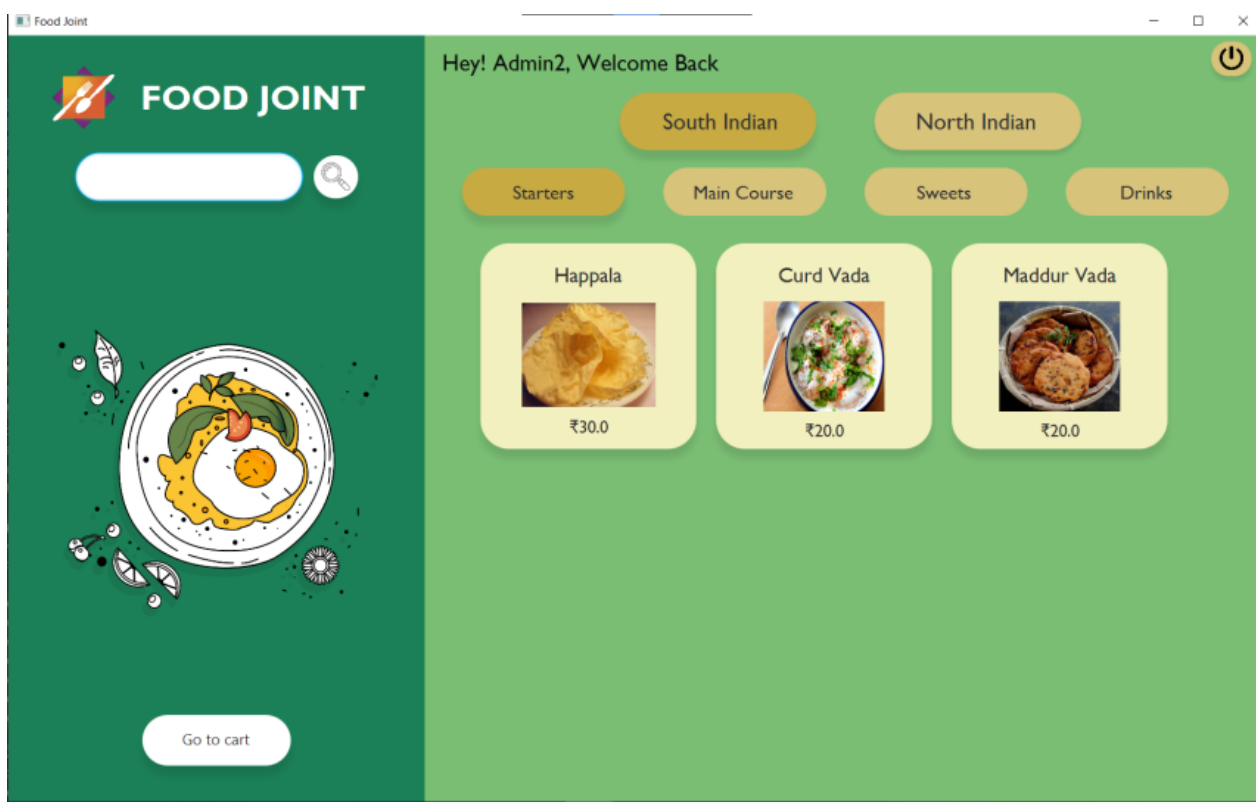 Food Joint
FOOD JOINT
Go to cart
Hey! Admin2, Welcome Back
South Indian North Indian
Starters Main Course Sweets Drinks
Happala Curd Vada Maddur Vada
₹30.0 ₹20.0 ₹20.0